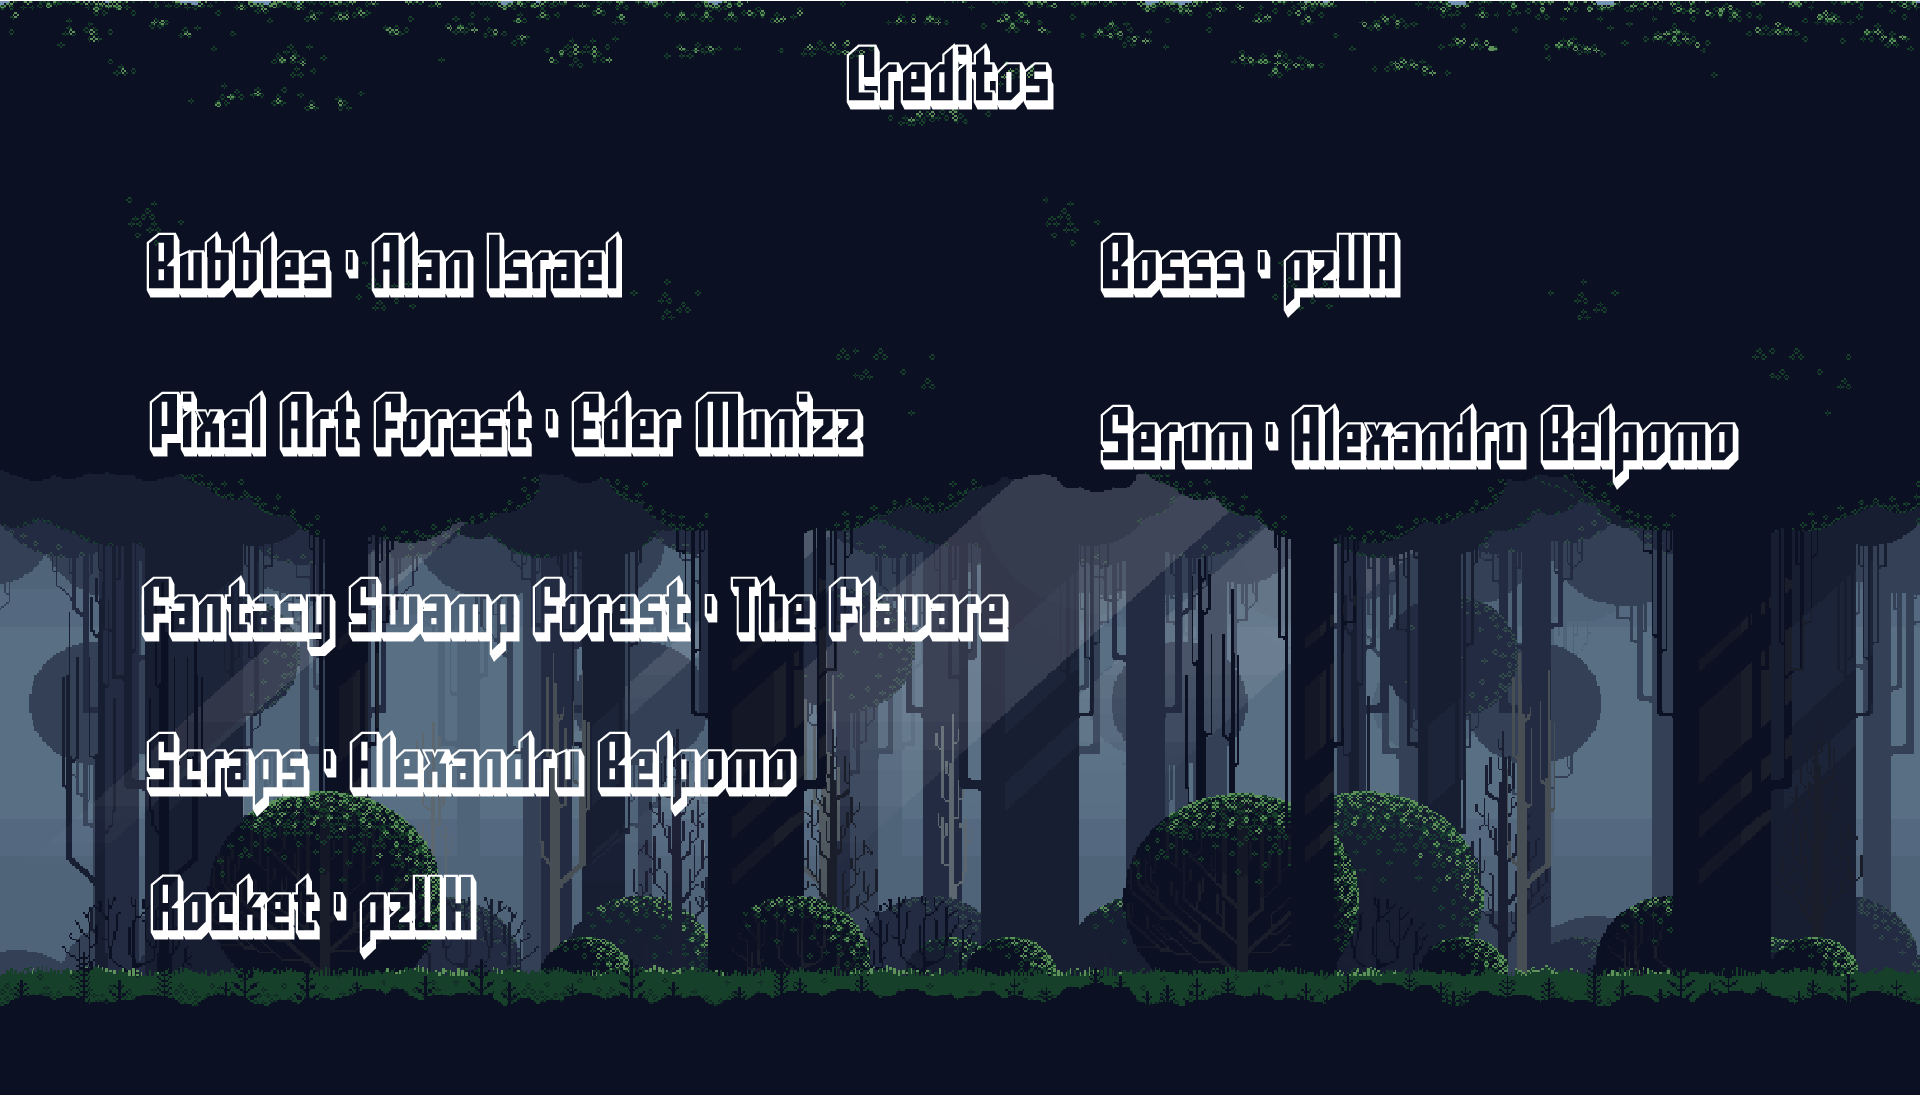 Creditos
Bubbles - Alan Israel
Bosss - pzUH
Pixel Art Forest - Eder Munizz
Serum - Alexandru Belpomo
Fantasy Swamp Forest - The Flavare
Scraps - Alexandru Belpomo
Rocket - pzUH